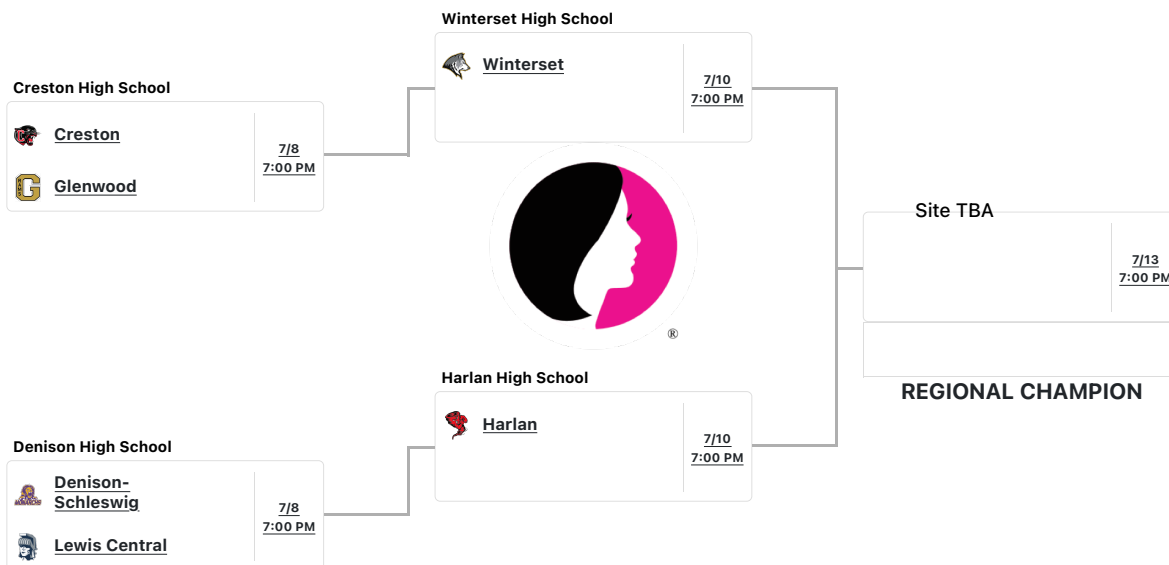 Winterset High School
Winterset
7/10
7:00 PM
Creston High School
Creston
Glenwood
7/8
7:00 PM
Site TBA
7/13
7:00 PM
®
REGIONAL CHAMPION
Harlan High School
Harlan
7/10
7:00 PM
Denison High School
Denison-
Schleswig
Lewis Central
7/8
7:00 PM